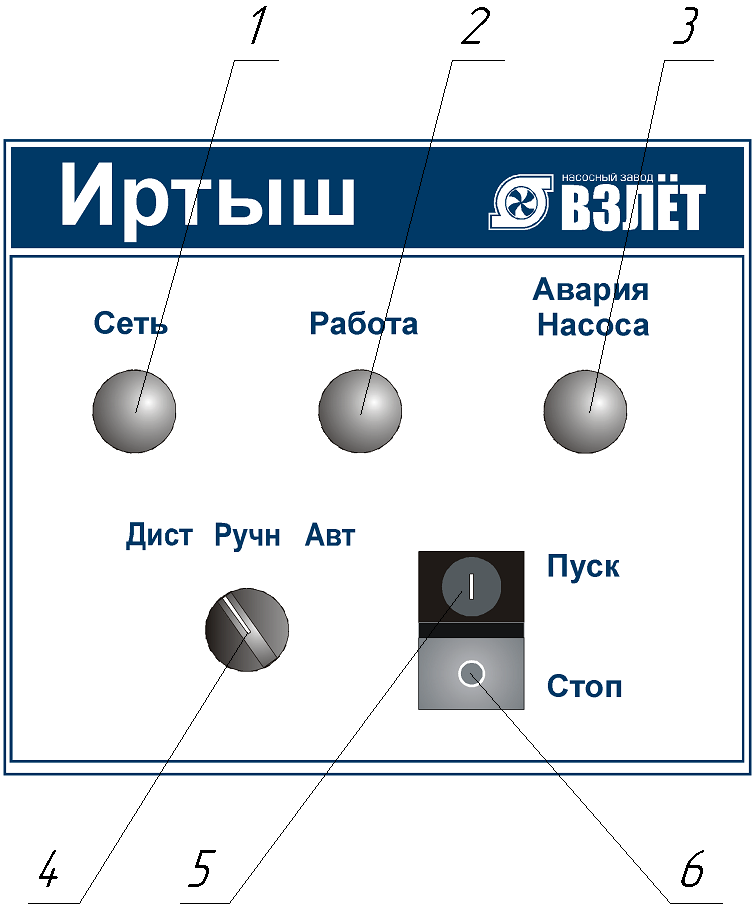 1 2 3
Иртыш
насосный завод
ВЗЛЁТ
Сеть
Работа
Авария
Насоса
Дист Ручн Авт
Пуск
Стоп
4 5 6